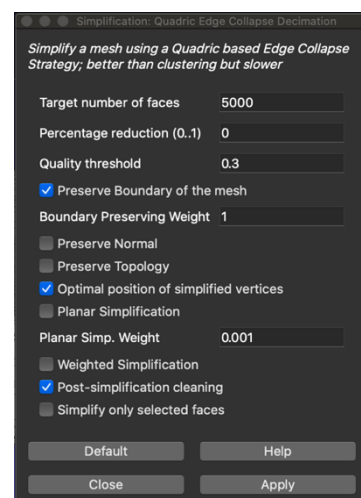 Simplification: Quadric Edge Collapse Decimation
Simplify a mesh using a Quadric based Edge Collapse
Strategy; better than clustering but slower
Target number of faces 5000
Percentage reduction (0..1) 0
Quality threshold 0.3
Preserve Boundary of the mesh
Boundary Preserving Weight 1
Preserve Normal
Preserve Topology
Optimal position of simplified vertices
Planar Simplification
Planar Simp. Weight 0.001
Weighted Simplification
Post-simplification cleaning
Simplify only selected faces
Default Help
Close Apply